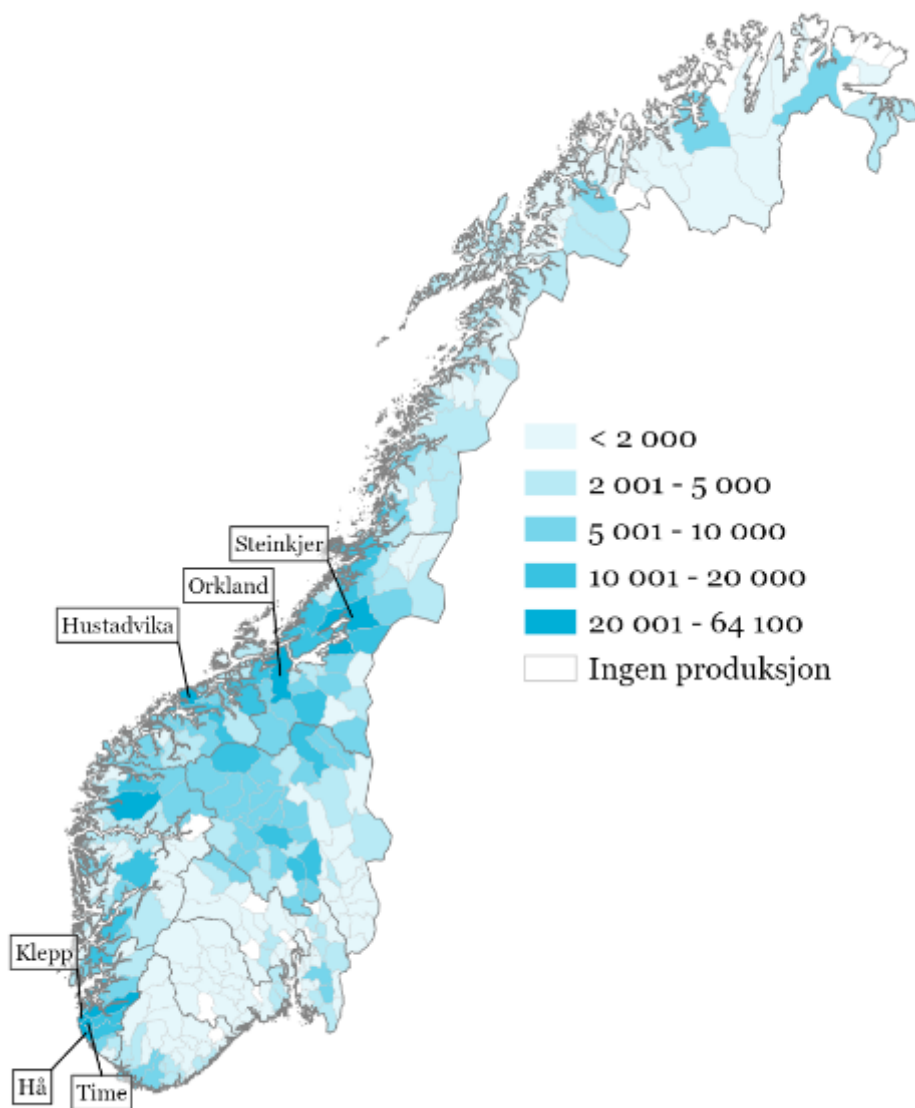 < 2 000
2 001 - 5 000
5 001 - 10 000
10 001 - 20 000
20 001 - 64 100
Ingen produksjon
Steinkjer
Orkland
Hustadvika
Klepp
Hå
Time